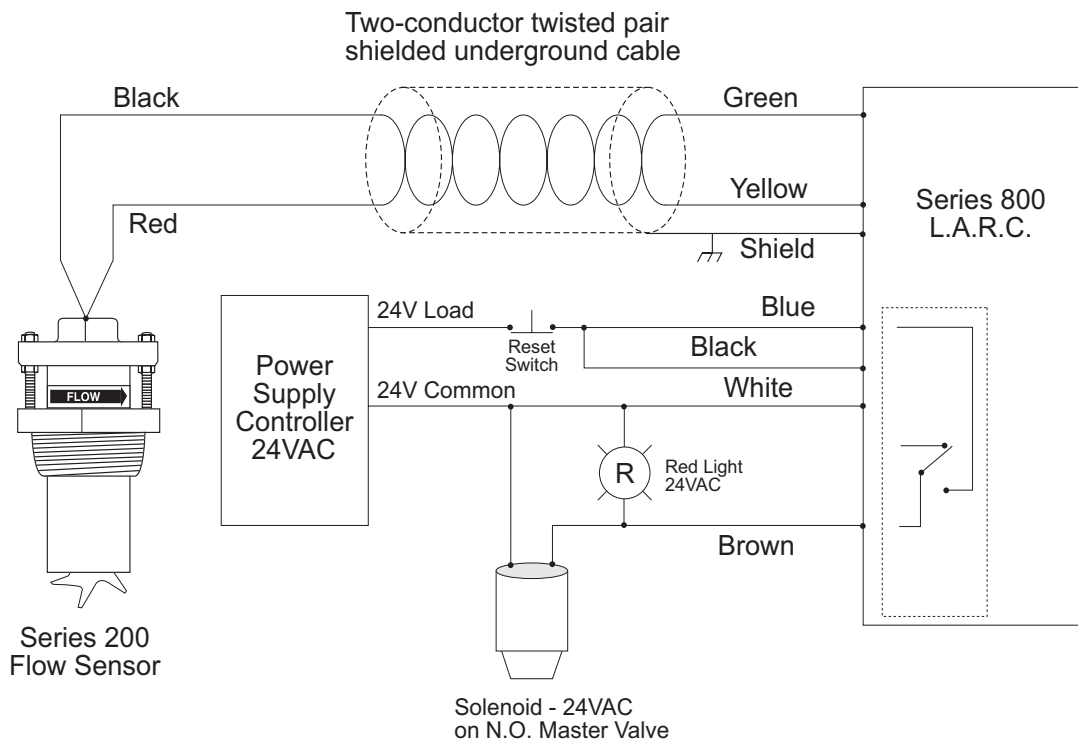 Two-conductor twisted pair
shielded underground cable
Black
Green
Red
Yellow
Shield
Series 800
L.A.R.C.
24V Load
Reset
Switch
Blue
Black
Power
Supply
Controller
24VAC
24V Common
White
FLOW
R
Red Light
24VAC
Brown
Series 200
Flow Sensor
Solenoid - 24VAC
on N.O. Master Valve